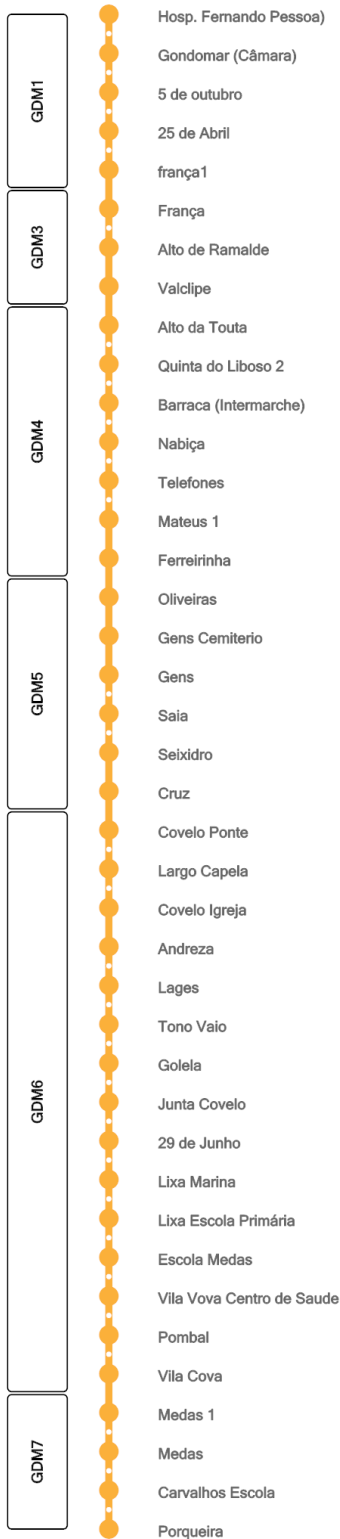 Hosp. Fernando Pessoa)
Gondomar (Câmara)
GDM1
5 de outubro
25 de Abril
frança1
França
GDM3
Alto de Ramalde
Valclipe
Alto da Touta
Quinta do Liboso 2
Barraca (Intermarche)
GDM4
Nabiça
Telefones
Mateus 1
Ferreirinha
Oliveiras
Gens Cemiterio
Gens
GDM5
Saia
Seixidro
Cruz
Covelo Ponte
Largo Capela
Covelo Igreja
Andreza
Lages
Tono Vaio
Golela
GDM6
Junta Covelo
29 de Junho
Lixa Marina
Lixa Escola Primária
Escola Medas
Vila Vova Centro de Saude
Pombal
Vila Cova
Medas 1
Medas
GDM7
Carvalhos Escola
Porqueira